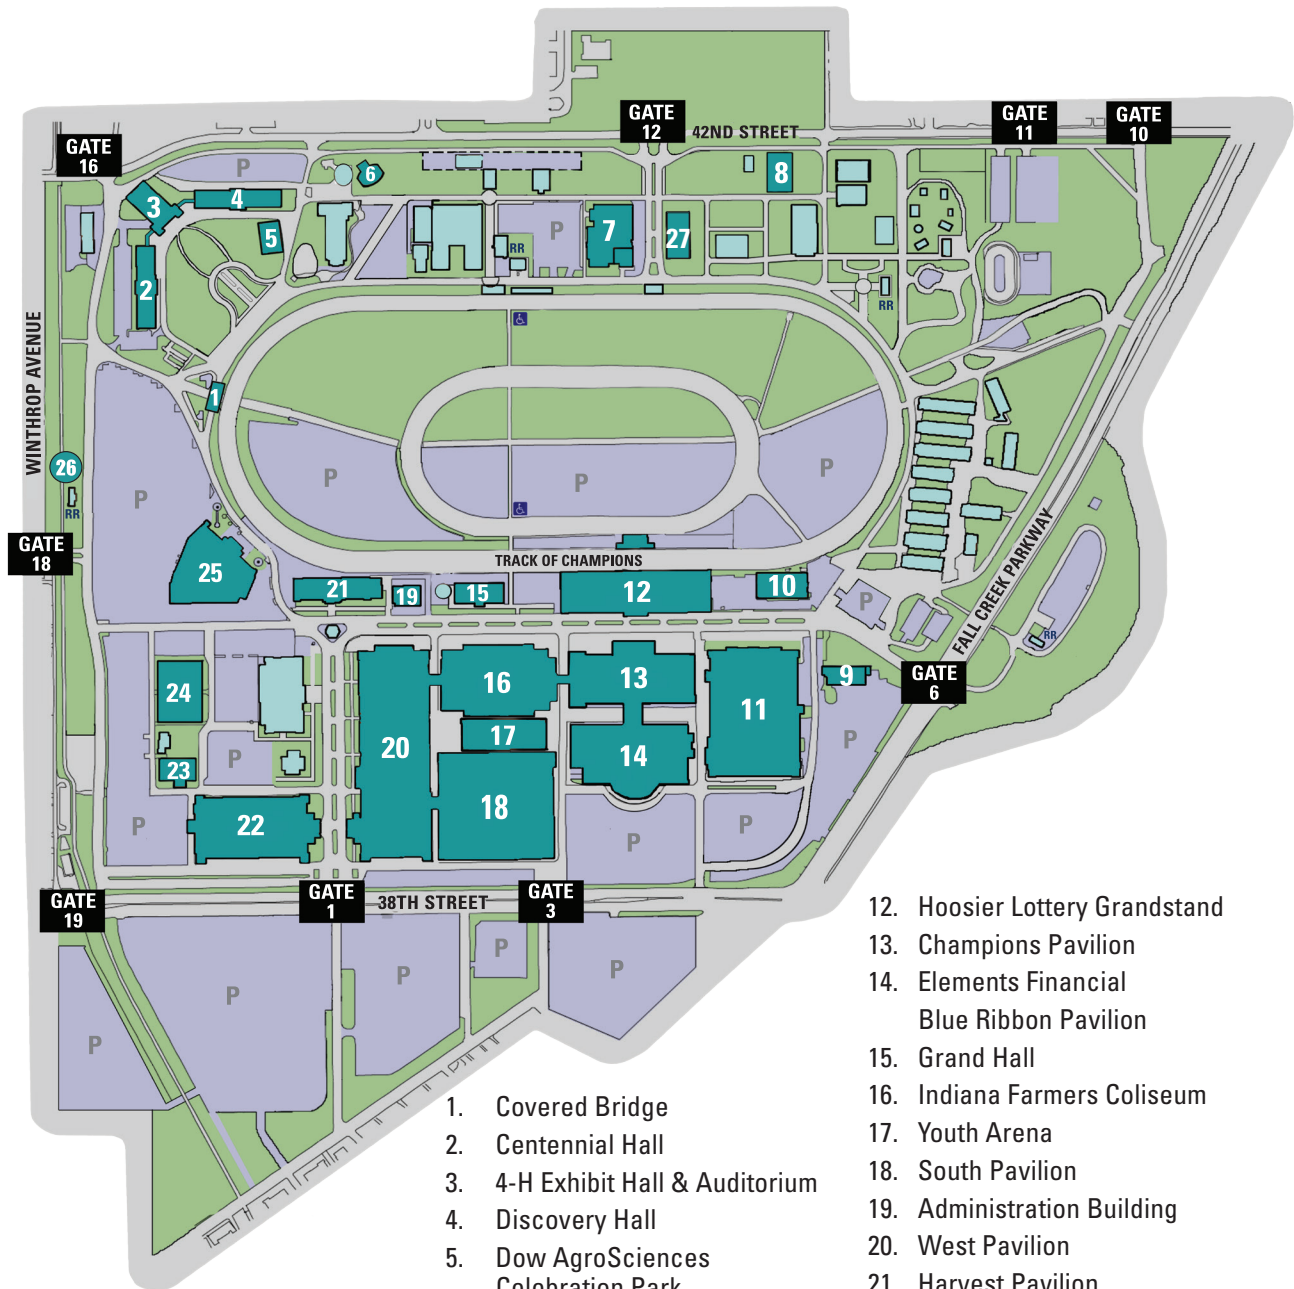 GATE
12
42ND STREET
GATE
11
GATE
10
GATE
16
P
6
8
3
4
5
7
27
P
RR
2
RR
WINTHROP AVENUE
1
26
RR
P
P
P
P
GATE
18
TRACK OF CHAMPIONS
FALL CREEK PARKWAY
25
21
19
15
12
10
P
RR
24
16
13
9
GATE
6
11
20
17
14
P
23
P
18
22
P
P
P
GATE
19
GATE
1
38TH STREET
GATE
3
P
P
P
P
P
1. Covered Bridge
2. Centennial Hall
3. 4-H Exhibit Hall & Auditorium
4. Discovery Hall
5. Dow AgroSciences
Celebration Park
12. Hoosier Lottery Grandstand
13. Champions Pavilion
14. Elements Financial
Blue Ribbon Pavilion
15. Grand Hall
16. Indiana Farmers Coliseum
17. Youth Arena
18. South Pavilion
19. Administration Building
20. West Pavilion
21. Harvest Pavilion